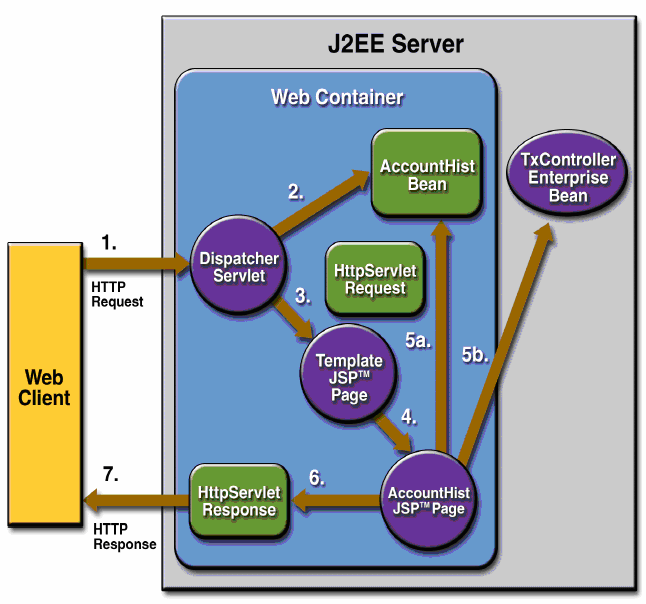 J2EE Server
Web Container
AccountHist
Bean
TxController
Enterprise
Bean
2.
1.
Dispatcher
Servlet
HTTP
Request
HttpServlet
Request
3.
5a.
5b.
Template
JSP™
Page
Web
Client
4.
7.
HttpServlet
Response
6.
AccountHist
JSP™ Page
HTTP
Response